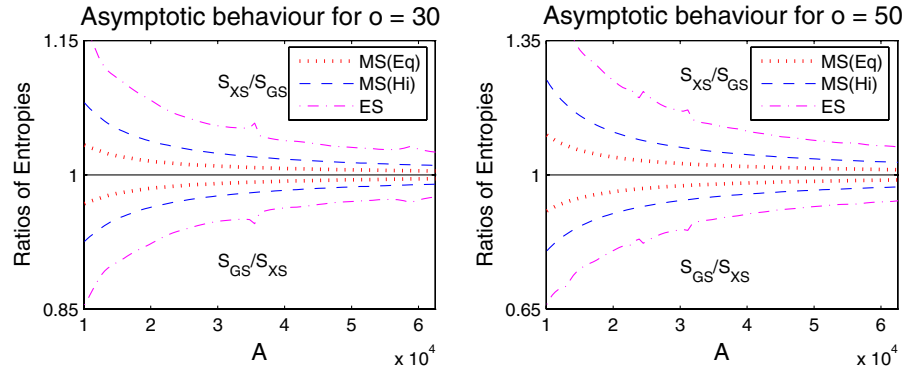 Asymptotic behaviour for o = 30
Ratios of Entropies
1.15
1
0.85
S_XS/S_GS
S_GS/S_XS
MS(Eq)
MS(Hi)
ES
1 2 3 4 5 6
x 10^4
A
Asymptotic behaviour for o = 50
Ratios of Entropies
1.35
1
0.65
S_XS/S_GS
S_GS/S_XS
MS(Eq)
MS(Hi)
ES
1 2 3 4 5 6
x 10^4
A